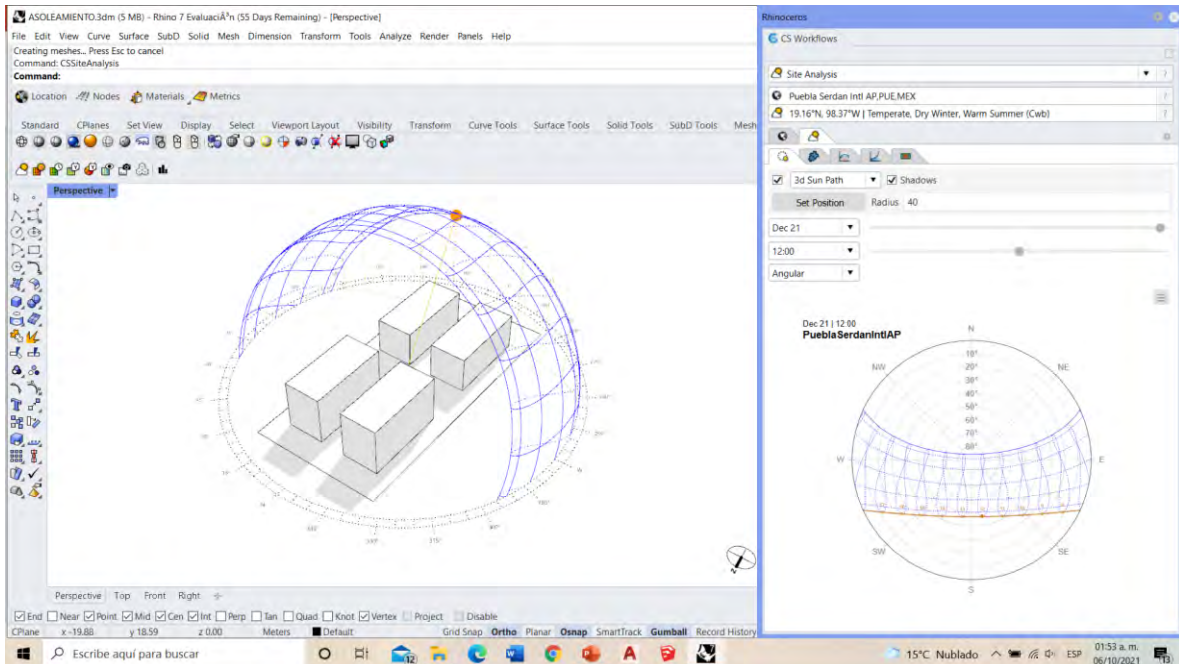 ASOLEAMIENTO.3dm (5 MB) - Rhino 7 EvaluaciÃ³n (55 Days Remaining) - [Perspective]
File Edit View Curve Surface SubD Solid Mesh Dimension Transform Tools Analyze Render Panels Help
Creating meshes... Press Esc to cancel
Command: CSSiteAnalysis
Command:
Location Nodes Materials Metrics
Standard CPlanes Set View Display Select Viewport Layout Visibility Transform Curve Tools Surface Tools Solid Tools SubD Tools Mesh
Perspective
Perspective Top Front Right
End Near Point Mid Cen Int Perp Tan Quad Knot Vertex Project Disable
CPlane x -19.88 y 18.59 z 0.00 Meters Default Grid Snap Ortho Planar Osnap SmartTrack Gumball Record History
Rhinoceros
CS Workflows
Site Analysis
Puebla Serdan Intl AP,PUE,MEX
19.16°N, 98.37°W | Temperate, Dry Winter, Warm Summer (Cwb)
3d Sun Path Shadows
Set Position Radius 40
Dec 21
12:00
Angular
Dec 21 | 12:00
PueblaSerdanIntlAP
N
NW NE
10°
20°
30°
40°
50°
60°
70°
80°
W E
SW SE
S
Escribe aquí para buscar
12
15°C Nublado ESP 01:53 a. m.
06/10/2021
13